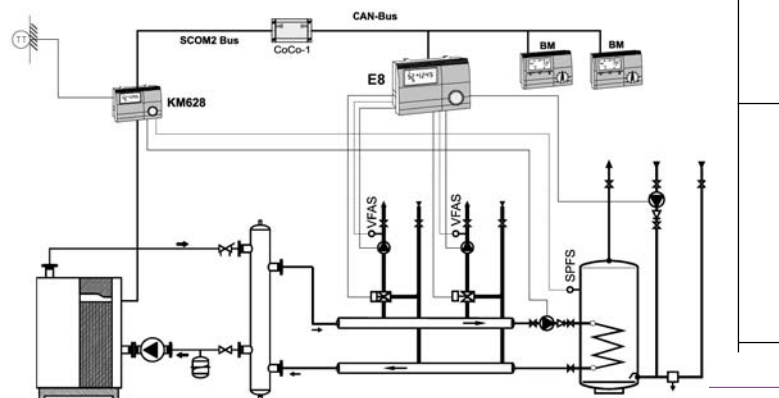 CAN-Bus
SCOM2 Bus
CoCo-1
BM
BM
TT
E8
KM628
VFAS
VFAS
SPFS